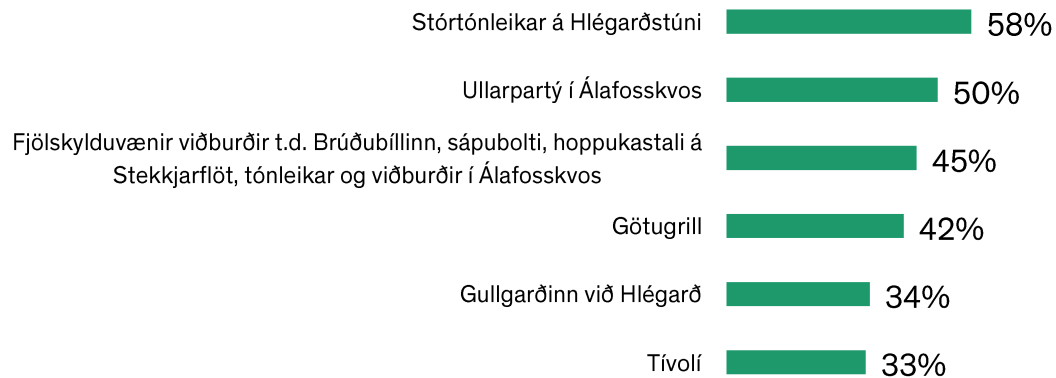 Stórtónleikar á Hlégarðstúni 58%
Ullarpartý í Álafosskvos 50%
Fjölskylduvænir viðburðir t.d. Brúðubíllinn, sápubolti, hoppukastali á
Stekkjarflöt, tónleikar og viðburðir í Álafosskvos 45%
Götugrill 42%
Gullgarðinn við Hlégarð 34%
Tívolí 33%